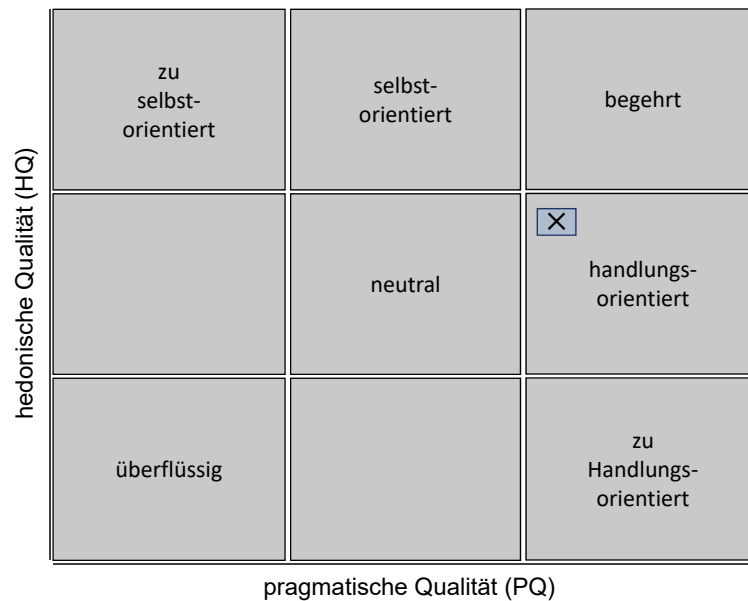 zu
selbst-
orientiert
selbst-
orientiert
begehrt
neutral
handlungs-
orientiert
überflüssig
zu
Handlungs-
orientiert
hedonische Qualität (HQ)
pragmatische Qualität (PQ)